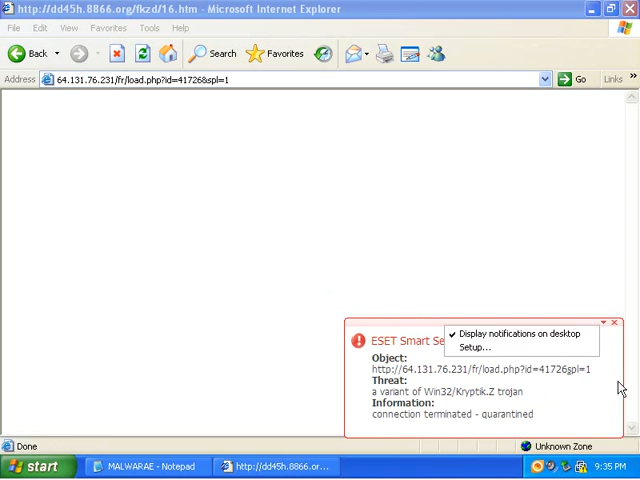 http://dd45h.8866.org/fkzd/16.htm - Microsoft Internet Explorer
File Edit View Favorites Tools Help
Back Search Favorites
Address 64.131.76.231/fr/load.php?id=41726&spl=1 Go Links »
ESET Smart Se
Display notifications on desktop
Setup...
Object:
http://64.131.76.231/fr/load.php?id=41726&spl=1
Threat:
a variant of Win32/Kryptik.Z trojan
Information:
connection terminated - quarantined
Done Unknown Zone
start MALWARAE - Notepad http://dd45h.8866.or... 9:35 PM